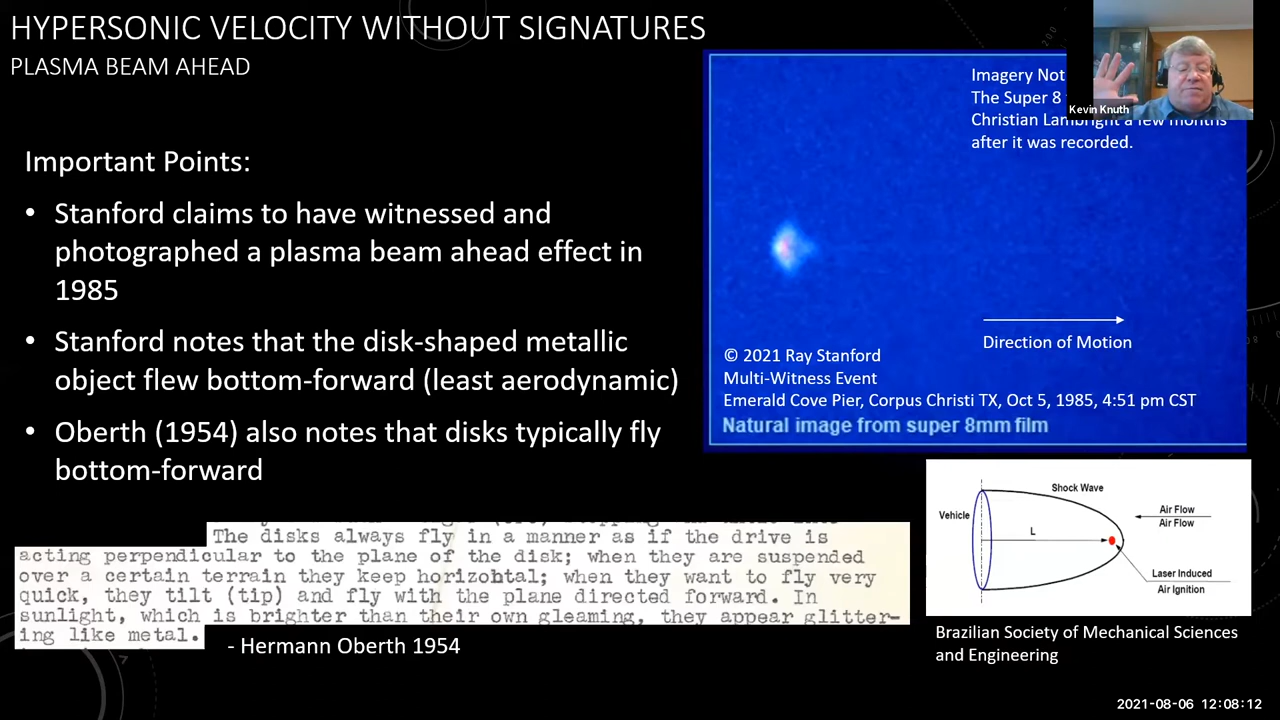 HYPERSONIC VELOCITY WITHOUT SIGNATURES
PLASMA BEAM AHEAD
Important Points:
• Stanford claims to have witnessed and
photographed a plasma beam ahead effect in
1985
• Stanford notes that the disk-shaped metallic
object flew bottom-forward (least aerodynamic)
• Oberth (1954) also notes that disks typically fly
bottom-forward
Imagery Not
The Super 8
Christian Lambright a few months
after it was recorded.
Kevin Knuth
Direction of Motion
© 2021 Ray Stanford
Multi-Witness Event
Emerald Cove Pier, Corpus Christi TX, Oct 5, 1985, 4:51 pm CST
Natural image from super 8mm film
The disks always fly in a manner as if the drive is
acting perpendicular to the plane of the disk; when they are suspended
over a certain terrain they keep horizohtal; when they want to fly very
quick, they tilt (tip) and fly with the plane directed forward. In
sunlight, which is brighter than their own gleaming, they appear glitter-
ing like metal.
- Hermann Oberth 1954
Shock Wave
Vehicle
Air Flow
Air Flow
L
Laser Induced
Air Ignition
Brazilian Society of Mechanical Sciences
and Engineering
2021-08-06 12:08:12